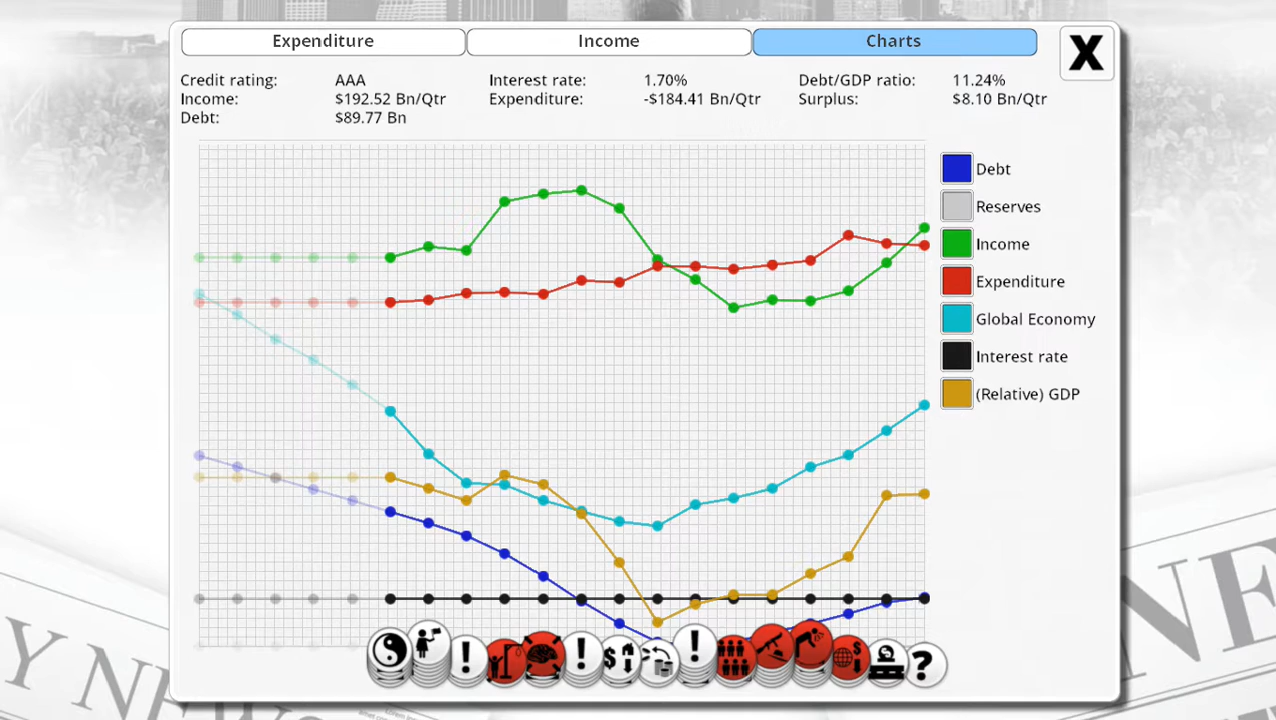 Expenditure Income Charts X
Credit rating: AAA Interest rate: 1.70% Debt/GDP ratio: 11.24%
Income: $192.52 Bn/Qtr Expenditure: -$184.41 Bn/Qtr Surplus: $8.10 Bn/Qtr
Debt: $89.77 Bn
Debt
Reserves
Income
Expenditure
Global Economy
Interest rate
(Relative) GDP